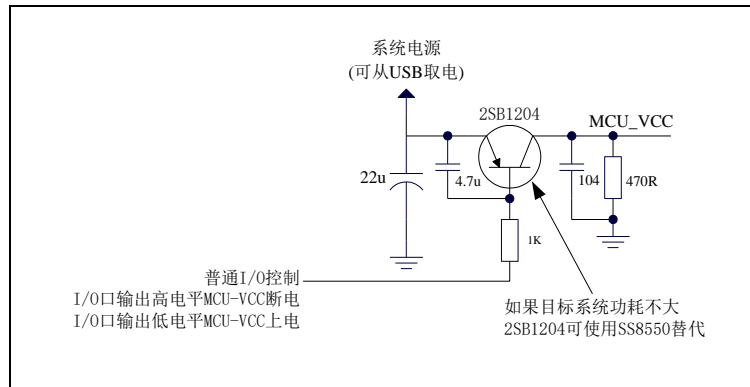 系统电源
(可从USB取电)
2SB1204
MCU_VCC
22u
4.7u
104
470R
1K
普通I/O控制
I/O口输出高电平MCU-VCC断电
I/O口输出低电平MCU-VCC上电
如果目标系统功耗不大
2SB1204可使用SS8550替代